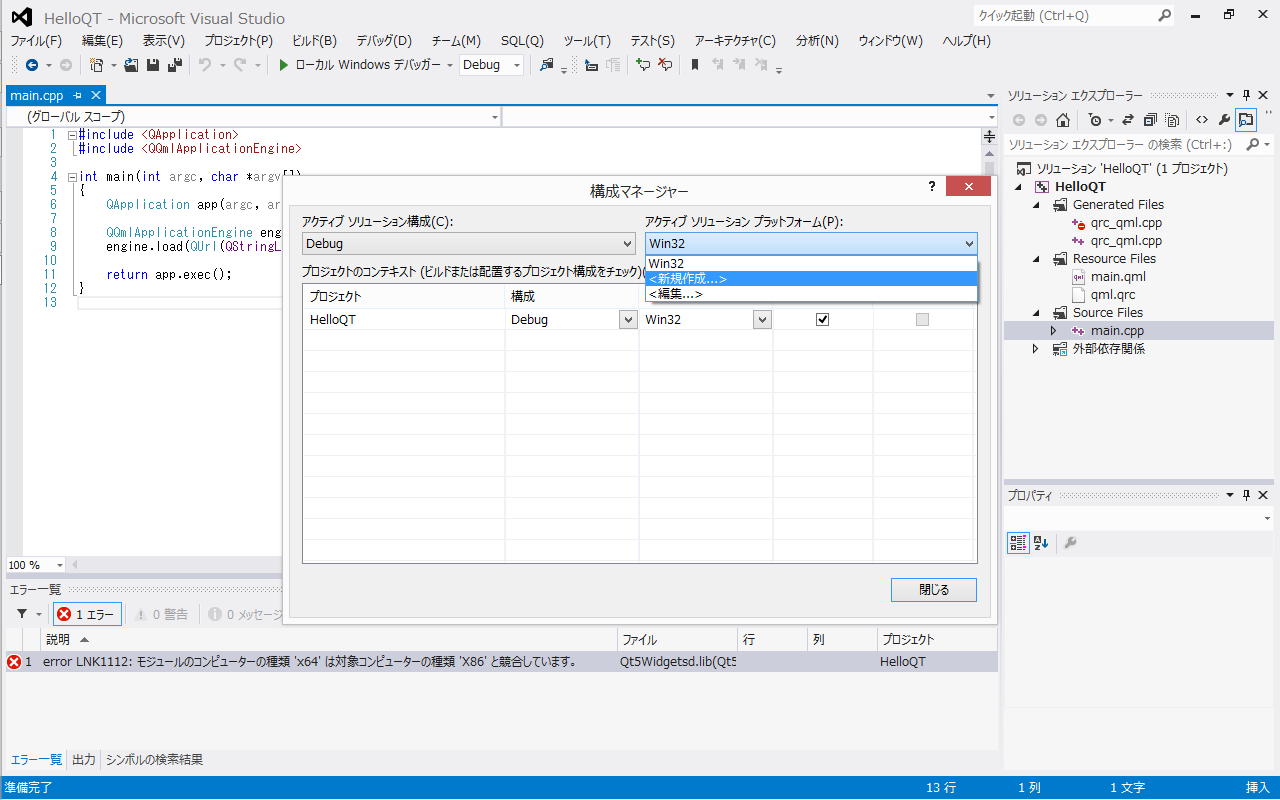 HelloQT - Microsoft Visual Studio
クイック起動 (Ctrl+Q)
ファイル(F) 編集(E) 表示(V) プロジェクト(P) ビルド(B) デバッグ(D) チーム(M) SQL(Q) ツール(T) テスト(S) アーキテクチャ(C) 分析(N) ウィンドウ(W) ヘルプ(H)
ローカル Windows デバッガー Debug
main.cpp
(グローバル スコープ)
1 #include <QApplication>
2 #include <QQmlApplicationEngine>
3
4 int main(int argc, char *argv[])
5 {
6 QApplication app(argc, ar
7
8 QQmlApplicationEngine eng
9 engine.load(QUrl(QStringL
10
11 return app.exec();
12 }
13
100 %
構成マネージャー
?
アクティブ ソリューション構成(C):
アクティブ ソリューション プラットフォーム(P):
Debug
Win32
Win32
<新規作成...>
<編集...>
プロジェクトのコンテキスト (ビルドまたは配置するプロジェクト構成をチェック)(
プロジェクト 構成
HelloQT Debug Win32
閉じる
ソリューション エクスプローラー
ソリューション エクスプローラー の検索 (Ctrl+:)
ソリューション 'HelloQT' (1 プロジェクト)
HelloQT
Generated Files
qrc_qml.cpp
qrc_qml.cpp
Resource Files
main.qml
qml.qrc
Source Files
main.cpp
外部依存関係
プロパティ
エラー一覧
1 エラー 0 警告 0 メッセージ
説明 ファイル 行 列 プロジェクト
1 error LNK1112: モジュールのコンピューターの種類 'x64' は対象コンピューターの種類 'X86' と競合しています。 Qt5Widgetsd.lib(Qt5 HelloQT
エラー一覧 出力 シンボルの検索結果
準備完了 13 行 1 列 1 文字 挿入